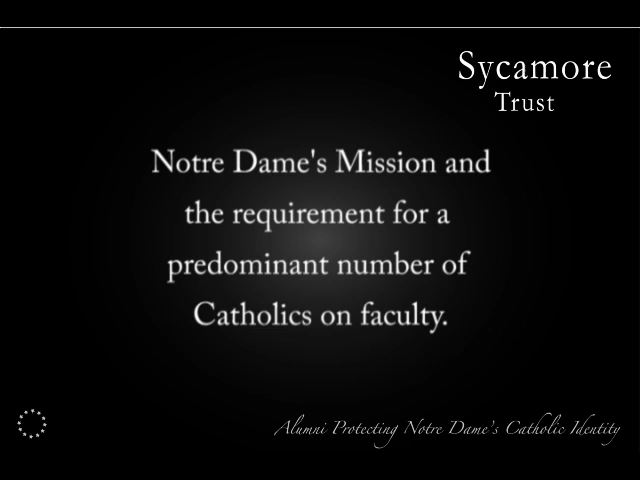 Sycamore
Trust
Notre Dame's Mission and
the requirement for a
predominant number of
Catholics on faculty.
Alumni Protecting Notre Dame's Catholic Identity